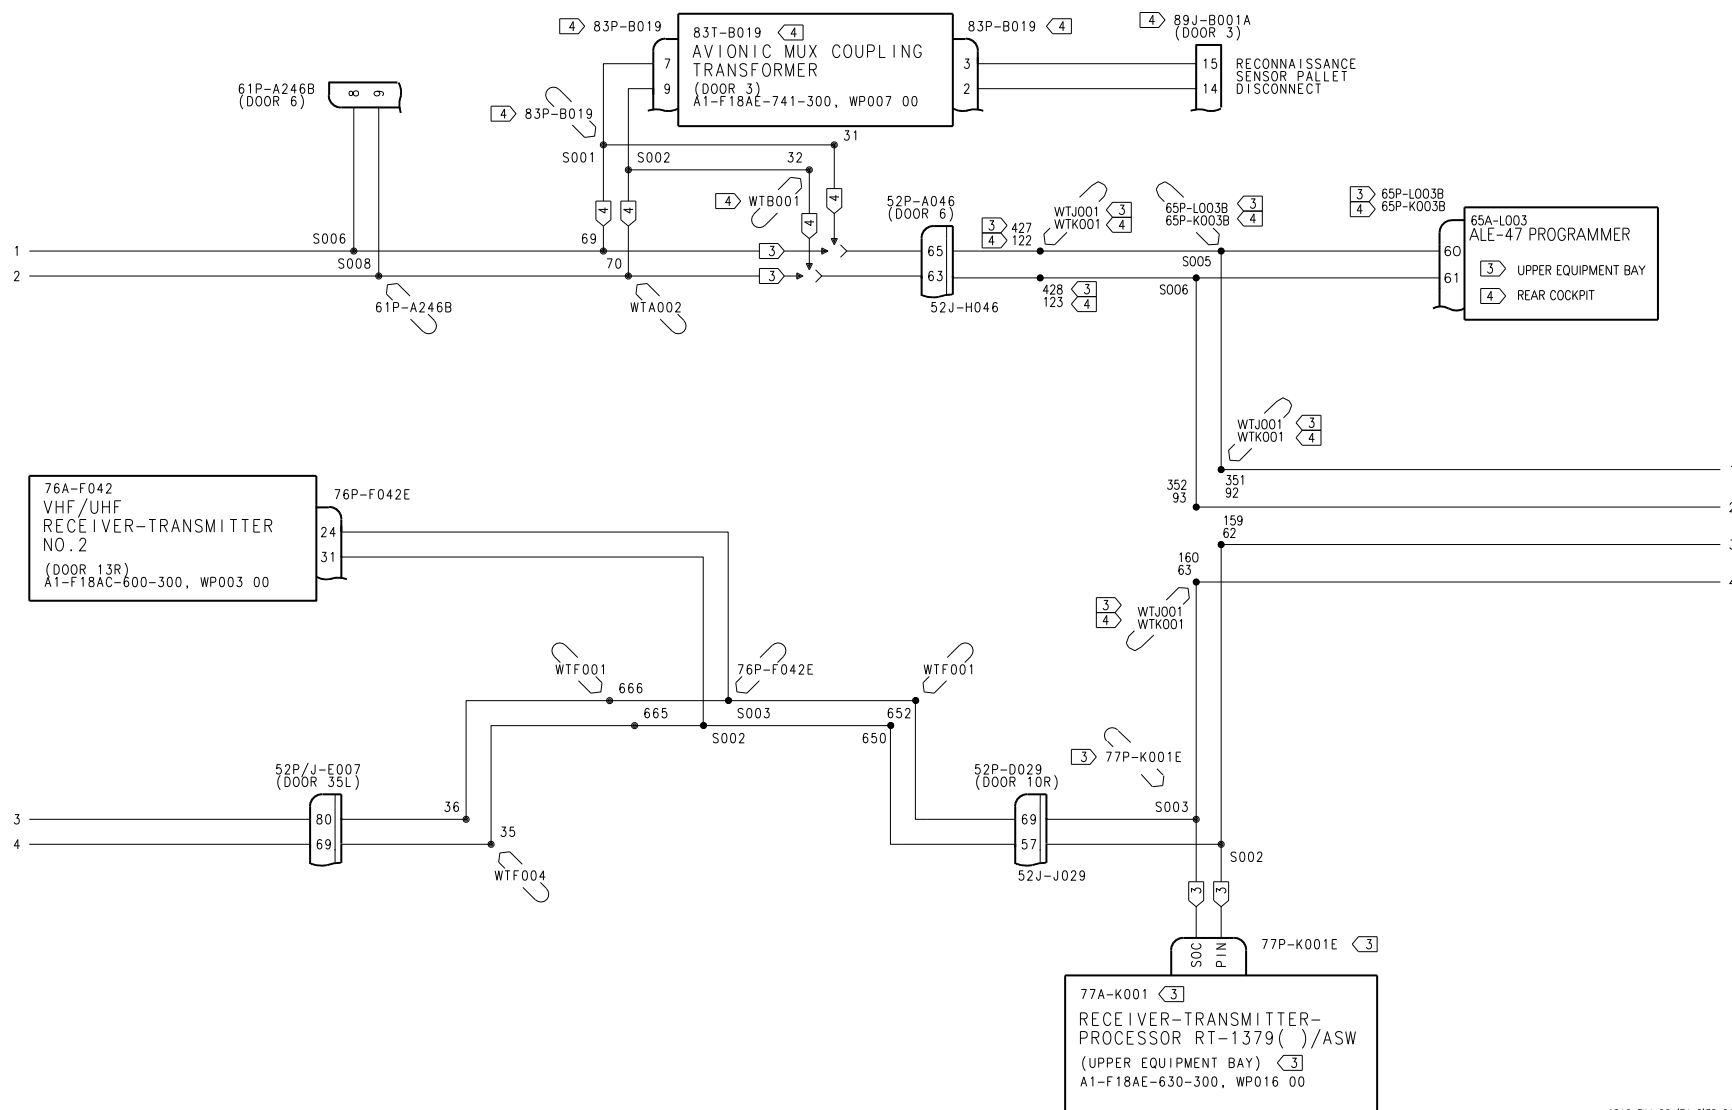 4 83P-B019
83T-B019 4
AVIONIC MUX COUPLING
TRANSFORMER
(DOOR 3)
A1-F18AE-741-300, WP007 00
7
9
3
2
83P-B019 4
4 89J-B001A
(DOOR 3)
15
14
RECONNAISSANCE
SENSOR PALLET
DISCONNECT
61P-A246B
(DOOR 6)
8
9
4 83P-B019
S001
S002
31
32
4 WTB001
4
4
4
4
52P-A046
(DOOR 6)
65
63
52J-H046
1
2
S006
S008
69
70
3
3
61P-A246B
WTA002
3 427
4 122
428 3
123 4
WTJ001 3
WTK001 4
65P-L003B 3
65P-K003B 4
S005
S006
3 65P-L003B
4 65P-K003B
60
61
65A-L003
ALE-47 PROGRAMMER
3 UPPER EQUIPMENT BAY
4 REAR COCKPIT
WTJ001 3
WTK001 4
351
92
352
93
159
62
160
63
2
3
4
3 WTJ001
4 WTK001
76A-F042
VHF/UHF
RECEIVER-TRANSMITTER
NO.2
(DOOR 13R)
A1-F18AC-600-300, WP003 00
76P-F042E
24
31
WTF001
666
665
76P-F042E
S003
S002
WTF001
652
650
52P/J-E007
(DOOR 35L)
80
69
3
4
36
35
WTF004
3 77P-K001E
52P-D029
(DOOR 10R)
69
57
52J-J029
S003
S002
3
3
SOC
PIN
77P-K001E 3
77A-K001 3
RECEIVER-TRANSMITTER-
PROCESSOR RT-1379( )/ASW
(UPPER EQUIPMENT BAY) 3
A1-F18AE-630-300, WP016 00